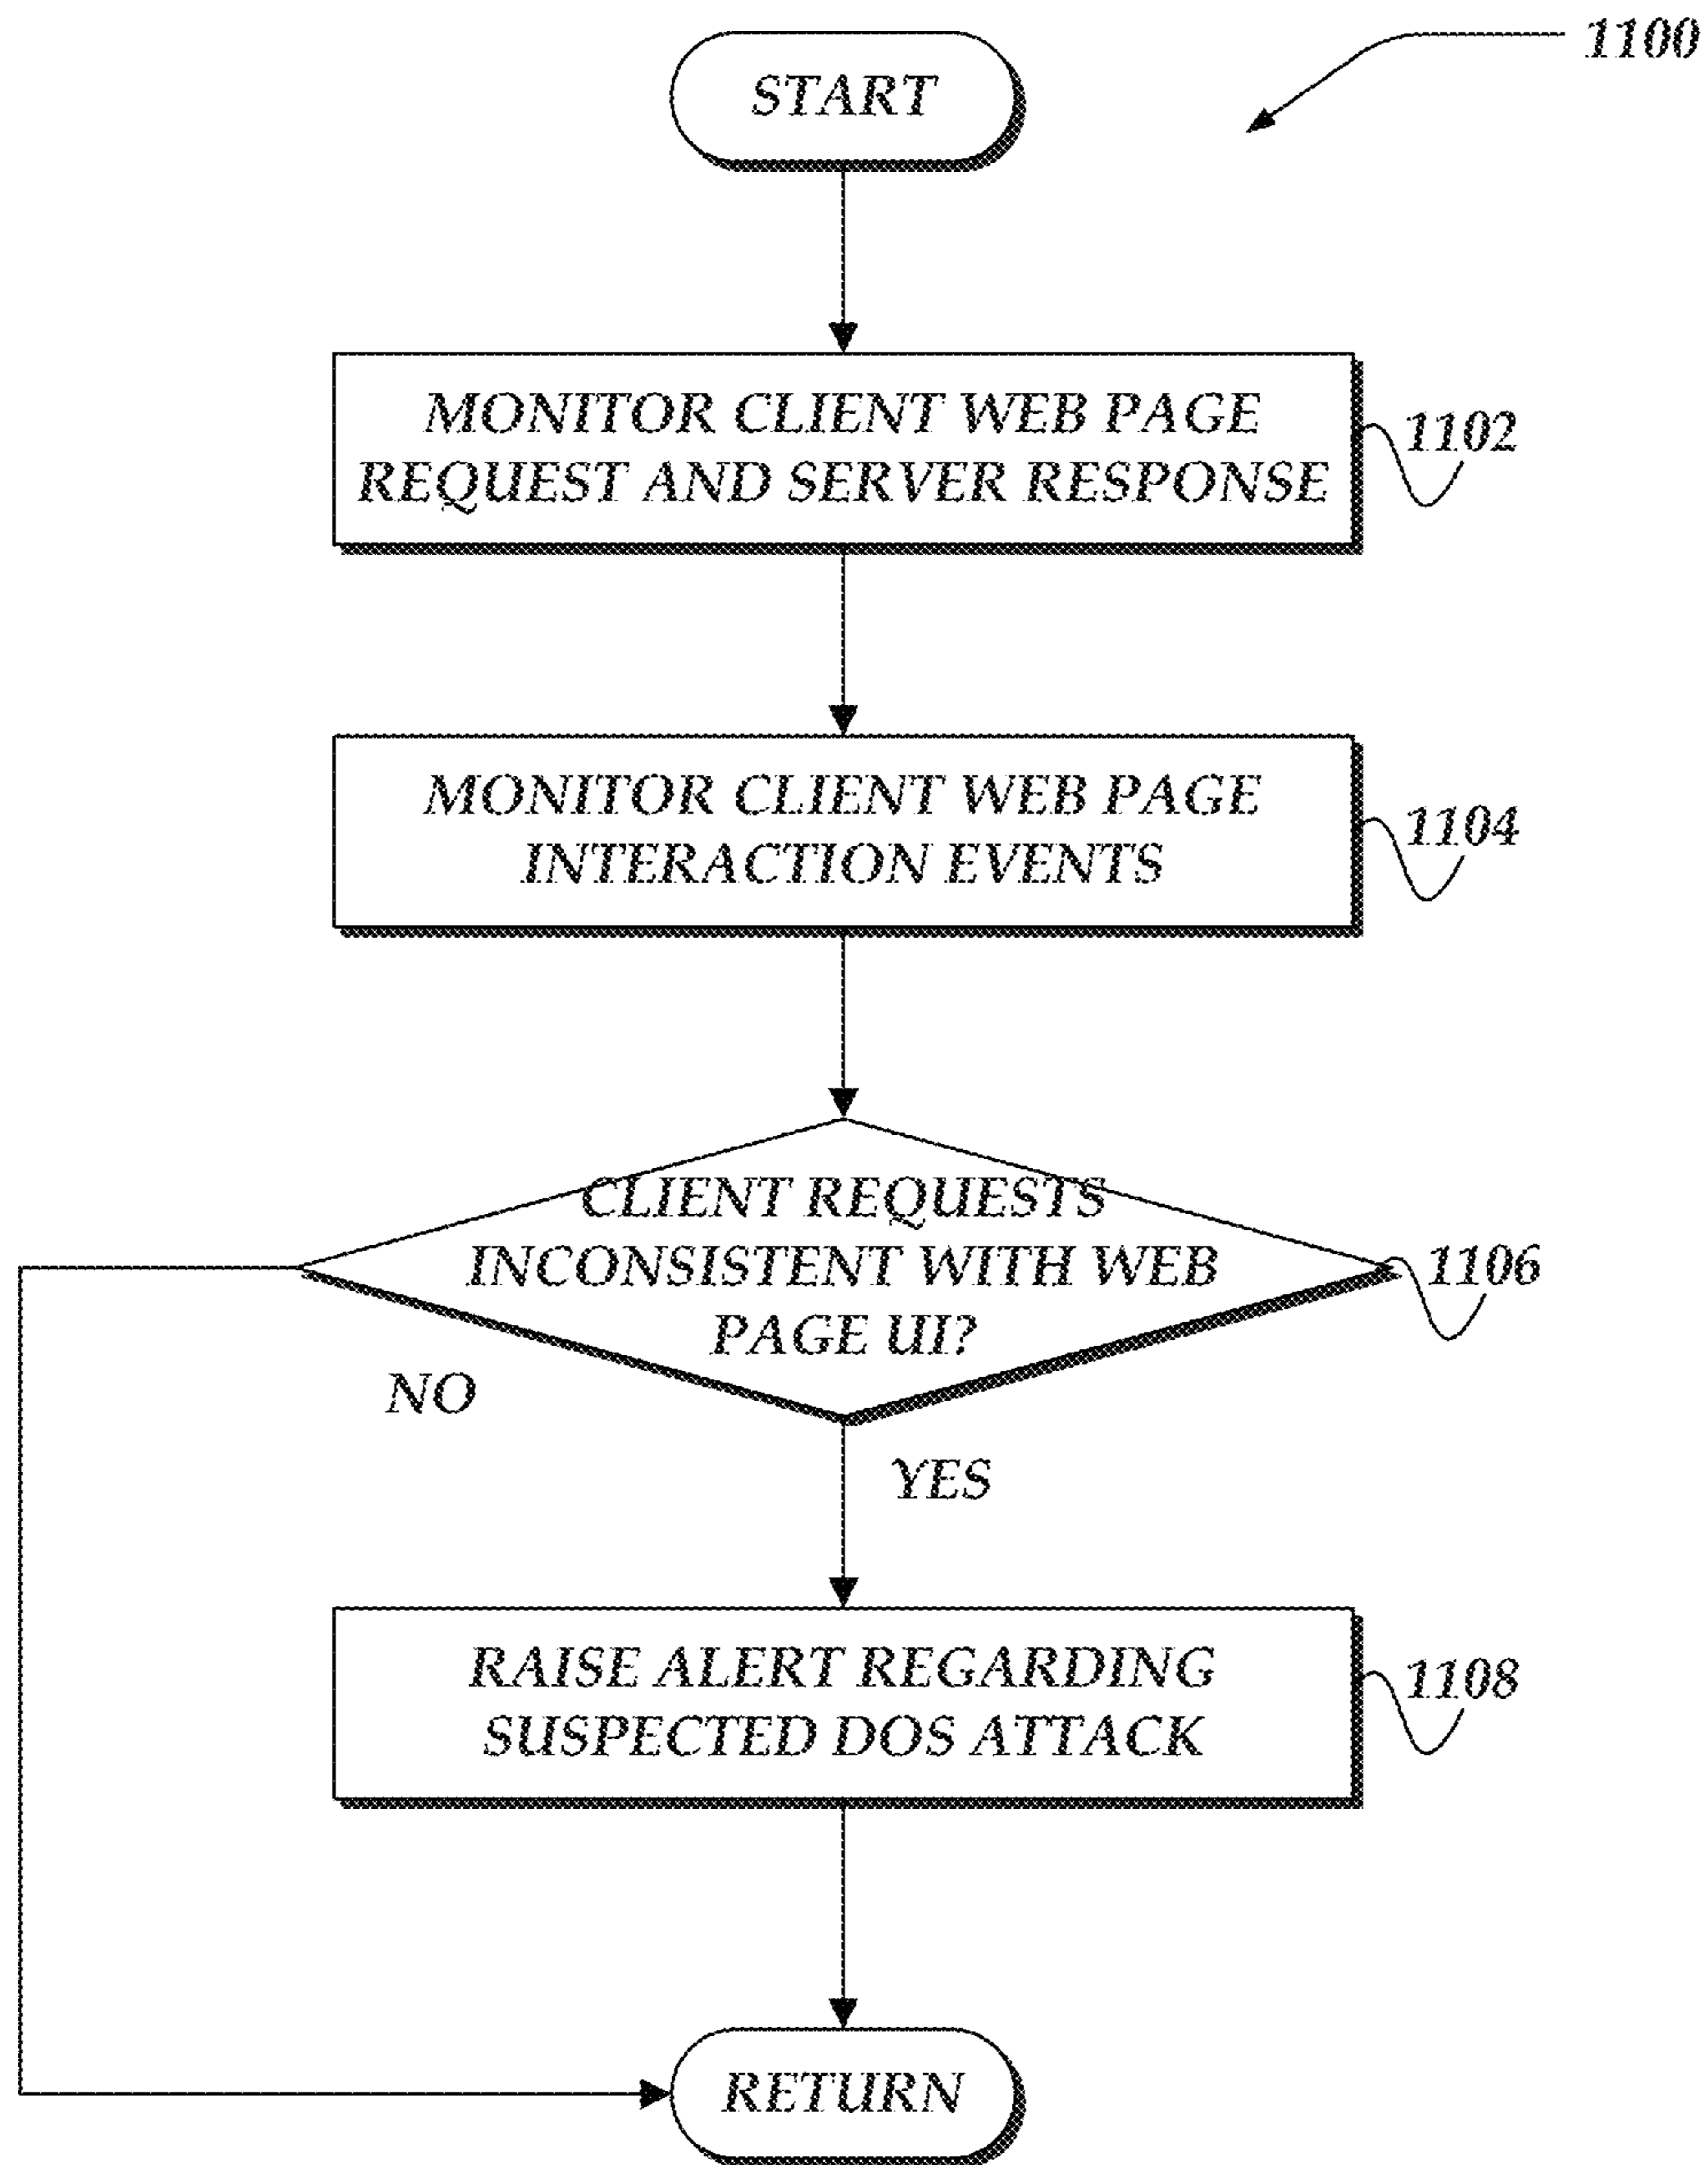 1100
START
MONITOR CLIENT WEB PAGE
REQUEST AND SERVER RESPONSE
1102
MONITOR CLIENT WEB PAGE
INTERACTION EVENTS
1104
CLIENT REQUESTS
INCONSISTENT WITH WEB
PAGE UI?
1106
NO
YES
RAISE ALERT REGARDING
SUSPECTED DOS ATTACK
1108
RETURN